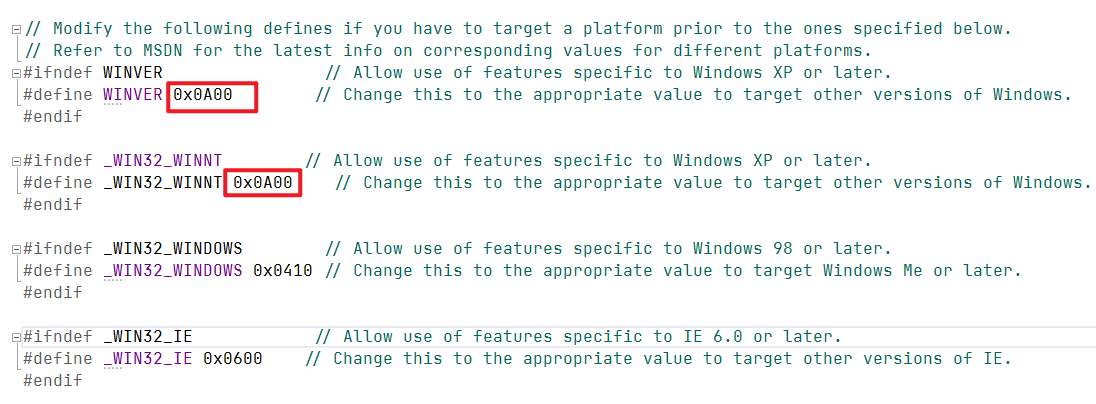 // Modify the following defines if you have to target a platform prior to the ones specified below.
// Refer to MSDN for the latest info on corresponding values for different platforms.
#ifndef WINVER // Allow use of features specific to Windows XP or later.
#define WINVER 0x0A00 // Change this to the appropriate value to target other versions of Windows.
#endif
#ifndef _WIN32_WINNT // Allow use of features specific to Windows XP or later.
#define _WIN32_WINNT 0x0A00 // Change this to the appropriate value to target other versions of Windows.
#endif
#ifndef _WIN32_WINDOWS // Allow use of features specific to Windows 98 or later.
#define _WIN32_WINDOWS 0x0410 // Change this to the appropriate value to target Windows Me or later.
#endif
#ifndef _WIN32_IE // Allow use of features specific to IE 6.0 or later.
#define _WIN32_IE 0x0600 // Change this to the appropriate value to target other versions of IE.
#endif